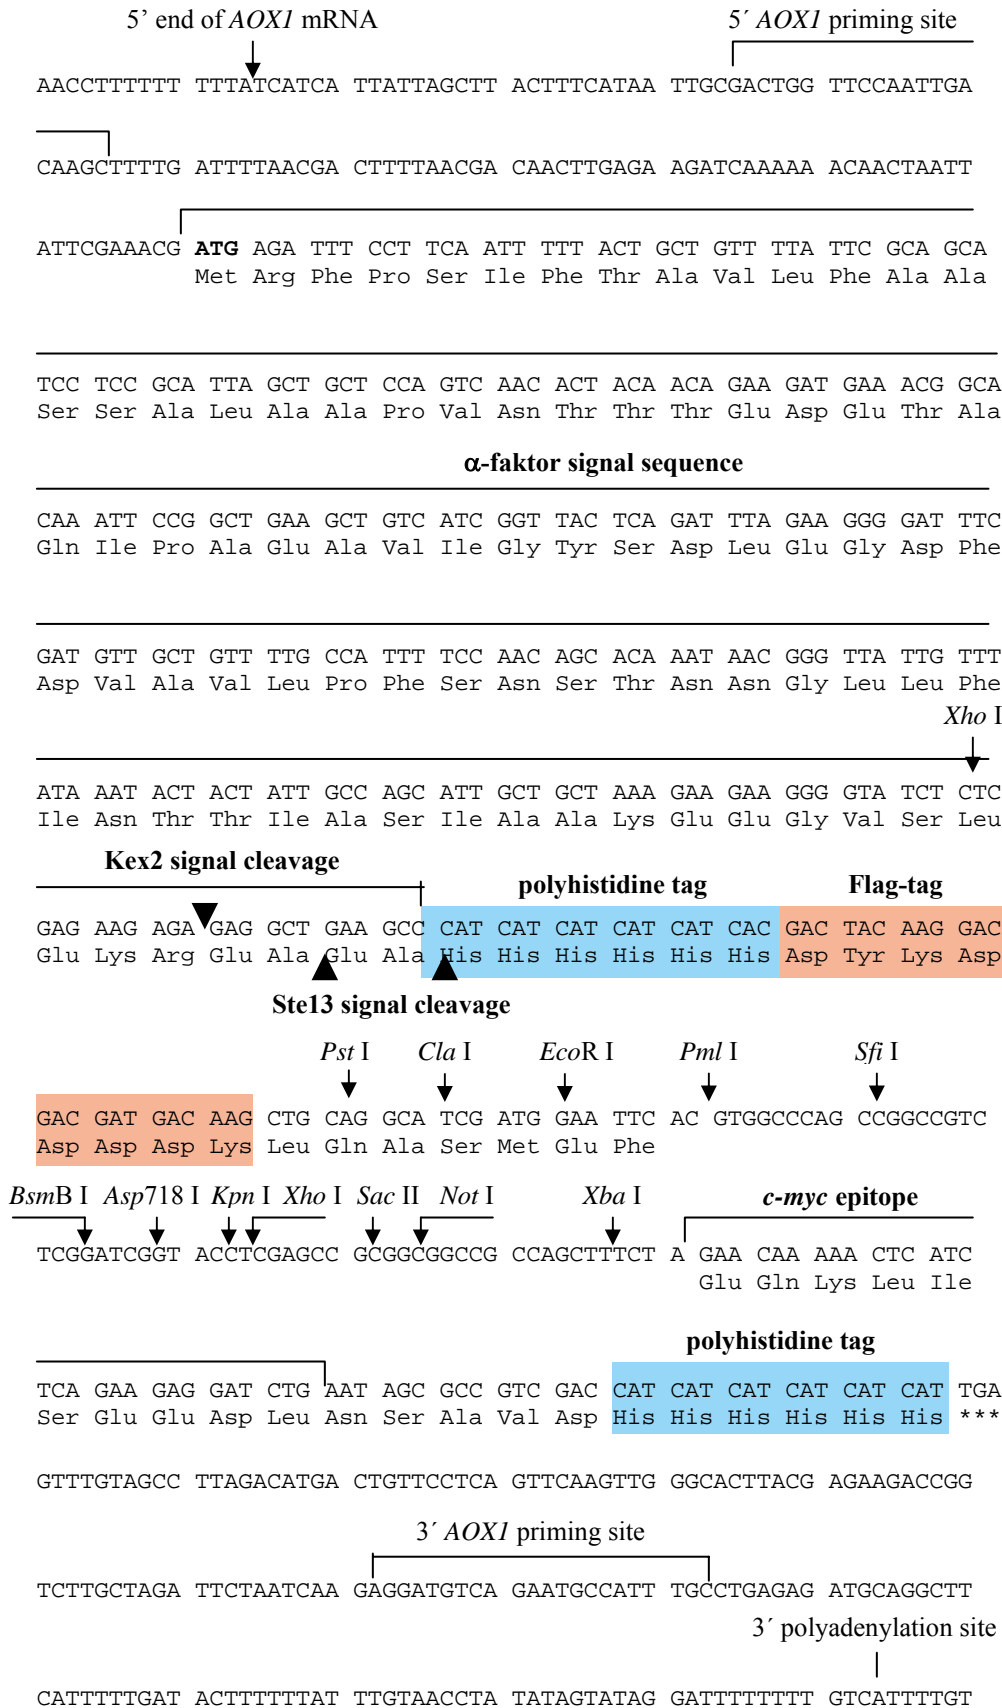 5’ end of AOX1 mRNA 5´ AOX1 priming site
AACCTTTTTT TTTATCATCA TTATTAGCTT ACTTTCATAA TTGCGACTGG TTCCAATTGA
CAAGCTTTTG ATTTTAACGA CTTTTAACGA CAACTTGAGA AGATCAAAAA ACAACTAATT
ATTCGAAACG ATG AGA TTT CCT TCA ATT TTT ACT GCT GTT TTA TTC GCA GCA
Met Arg Phe Pro Ser Ile Phe Thr Ala Val Leu Phe Ala Ala
TCC TCC GCA TTA GCT GCT CCA GTC AAC ACT ACA ACA GAA GAT GAA ACG GCA
Ser Ser Ala Leu Ala Ala Pro Val Asn Thr Thr Thr Glu Asp Glu Thr Ala
α-faktor signal sequence
CAA ATT CCG GCT GAA GCT GTC ATC GGT TAC TCA GAT TTA GAA GGG GAT TTC
Gln Ile Pro Ala Glu Ala Val Ile Gly Tyr Ser Asp Leu Glu Gly Asp Phe
GAT GTT GCT GTT TTG CCA TTT TCC AAC AGC ACA AAT AAC GGG TTA TTG TTT
Asp Val Ala Val Leu Pro Phe Ser Asn Ser Thr Asn Asn Gly Leu Leu Phe
Xho I
ATA AAT ACT ACT ATT GCC AGC ATT GCT GCT AAA GAA GAA GGG GTA TCT CTC
Ile Asn Thr Thr Ile Ala Ser Ile Ala Ala Lys Glu Glu Gly Val Ser Leu
Kex2 signal cleavage polyhistidine tag Flag-tag
GAG AAG AGA GAG GCT GAA GCC CAT CAT CAT CAT CAT CAC GAC TAC AAG GAC
Glu Lys Arg Glu Ala Glu Ala His His His His His His Asp Tyr Lys Asp
Ste13 signal cleavage
Pst I Cla I EcoR I Pml I Sfi I
GAC GAT GAC AAG CTG CAG GCA TCG ATG GAA TTC AC GTGGCCCAG CCGGCCGTC
Asp Asp Asp Lys Leu Gln Ala Ser Met Glu Phe
BsmB I Asp718 I Kpn I Xho I Sac II Not I Xba I c-myc epitope
TCGGATCGGT ACCTCGAGCC GCGGCGGCCG CCAGCTTTCTA GAA CAA AAA CTC ATC
Glu Gln Lys Leu Ile
polyhistidine tag
TCA GAA GAG GAT CTG AAT AGC GCC GTC GAC CAT CAT CAT CAT CAT CAT TGA
Ser Glu Glu Asp Leu Asn Ser Ala Val Asp His His His His His His ***
GTTTGTAGCC TTAGACATGA CTGTTCCTCA GTTCAAGTTG GGCACTTACG AGAAGACCGG
3´ AOX1 priming site
TCTTGCTAGA TTCTAATCAA GAGGATGTCA GAATGCCATT TGCCTGAGAG ATGCAGGCTT
3´ polyadenylation site
CATTTTTGAT ACTTTTTTAT TTGTAACCTA TATAGTATAG GATTTTTTTT GTCATTTTGT